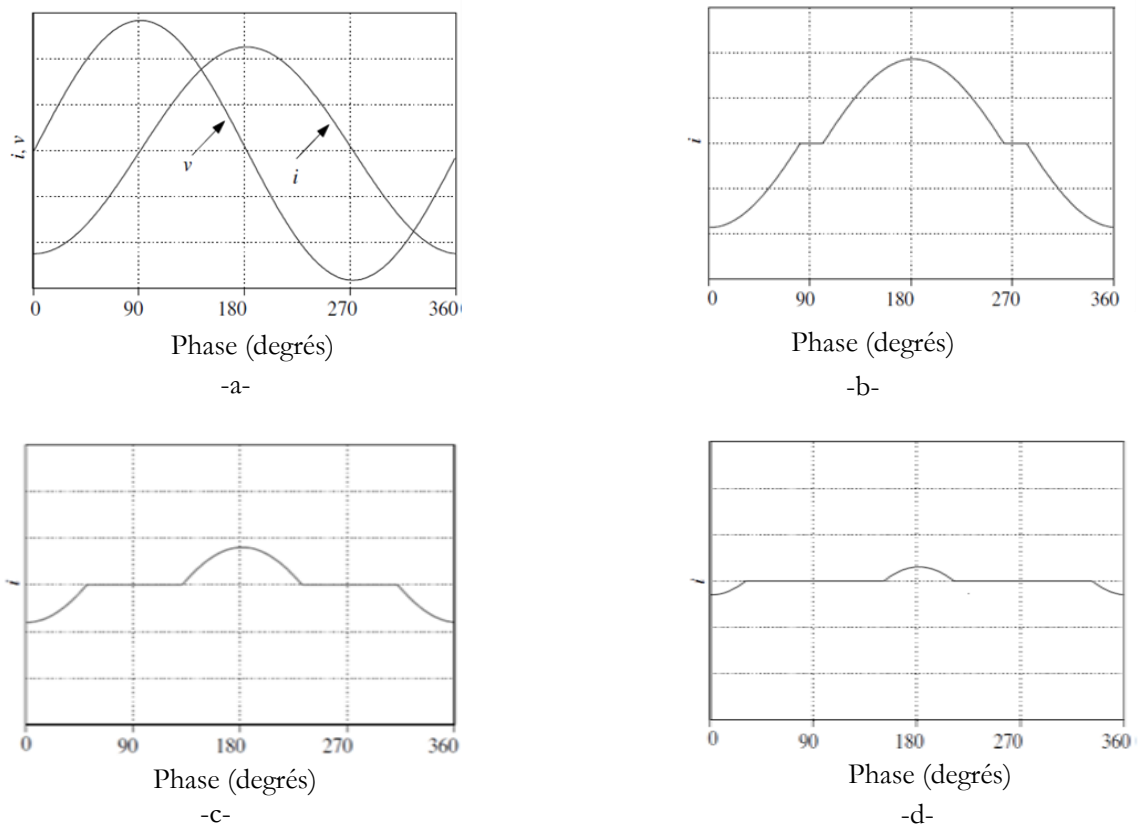 i, v
v
i
0 90 180 270 360
Phase (degrés)
-a-
i
0 90 180 270 360
Phase (degrés)
-b-
i
0 90 180 270 360
Phase (degrés)
-c-
i
0 90 180 270 360
Phase (degrés)
-d-